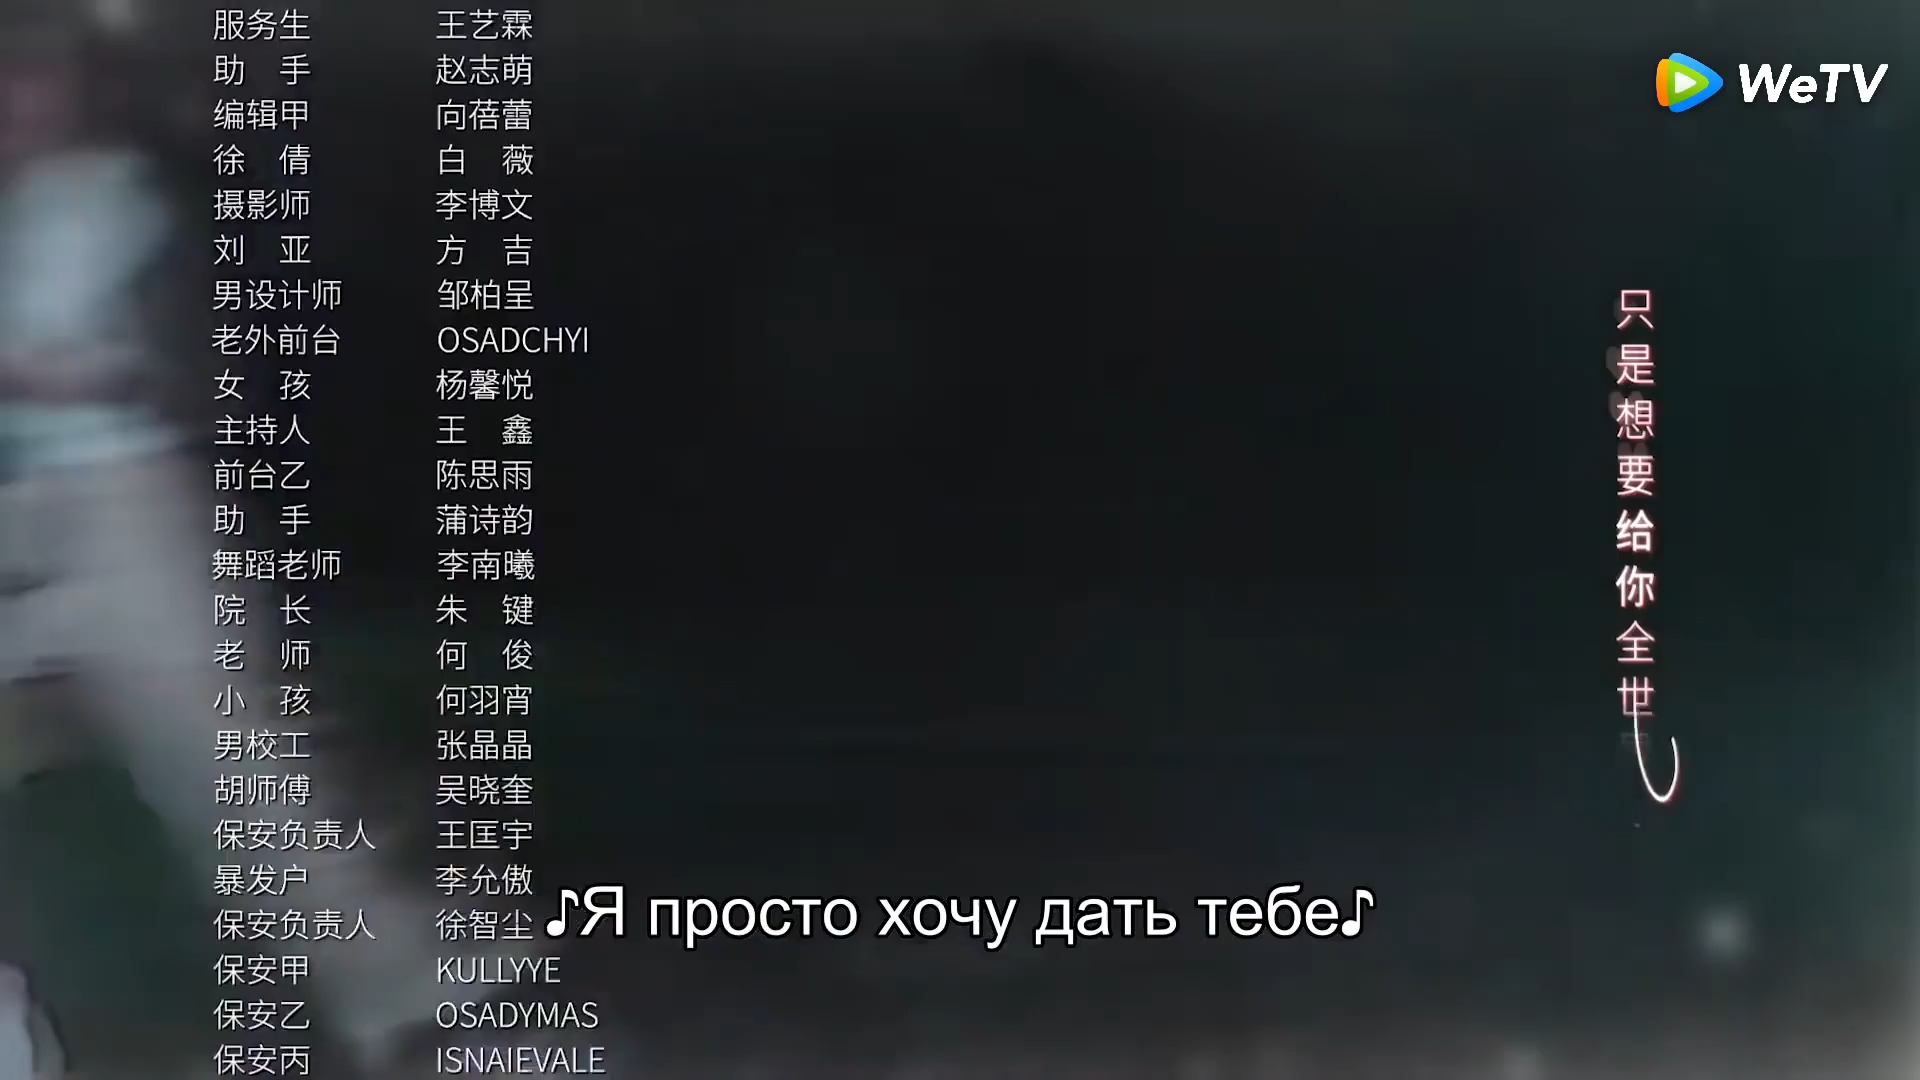 服务生 王艺霖
助 手 赵志萌
编辑甲 向蓓蕾
徐 倩 白 薇
摄影师 李博文
刘 亚 方 吉
男设计师 邹柏呈
老外前台 OSADCHYI
女 孩 杨馨悦
主持人 王 鑫
前台乙 陈思雨
助 手 蒲诗韵
舞蹈老师 李南曦
院 长 朱 键
老 师 何 俊
小 孩 何羽宵
男校工 张晶晶
胡师傅 吴晓奎
保安负责人 王匡宇
暴发户 李允傲
保安负责人 徐智尘
保安甲 KULLYYE
保安乙 OSADYMAS
保安丙 ISNAIEVALE
WeTV
只是想要给你全世
♪Я просто хочу дать тебе♪